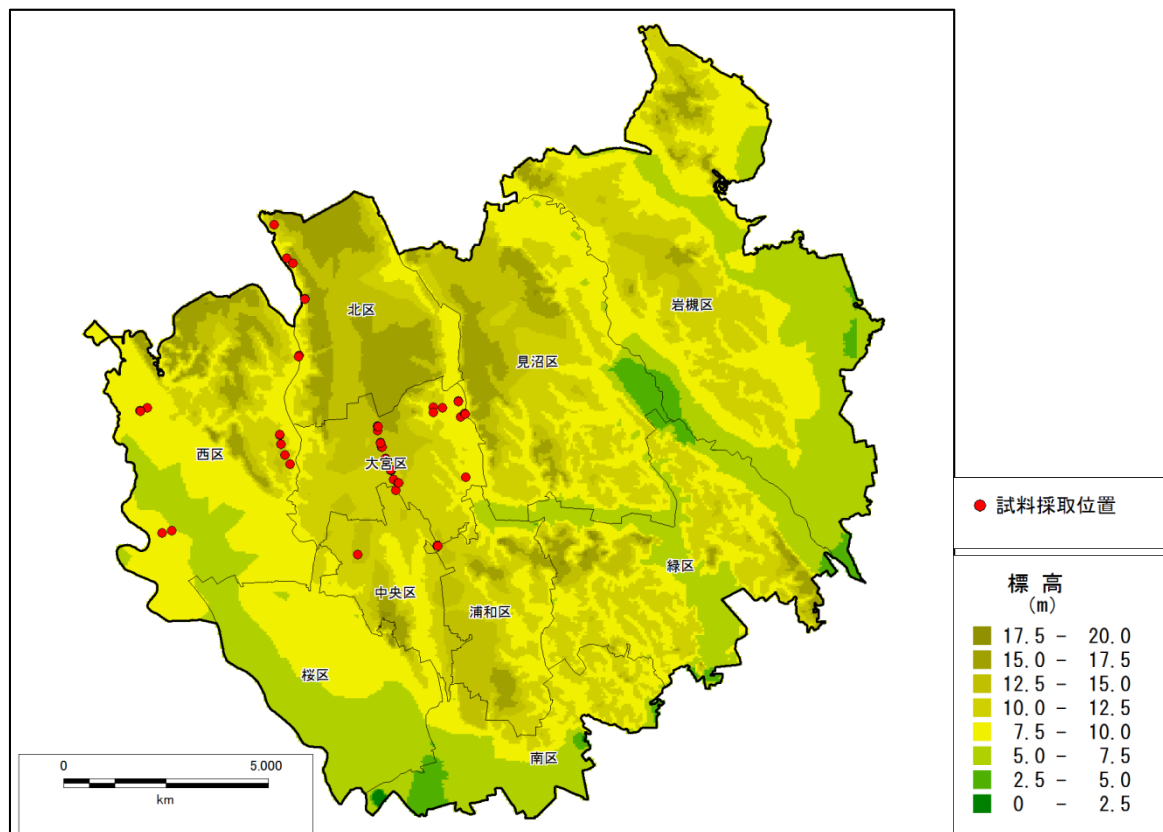 北区
岩槻区
見沼区
西区
大宮区
緑区
中央区
浦和区
桜区
南区
0 5.000
km
試料採取位置
標 高
(m)
17.5 - 20.0
15.0 - 17.5
12.5 - 15.0
10.0 - 12.5
7.5 - 10.0
5.0 - 7.5
2.5 - 5.0
0 - 2.5